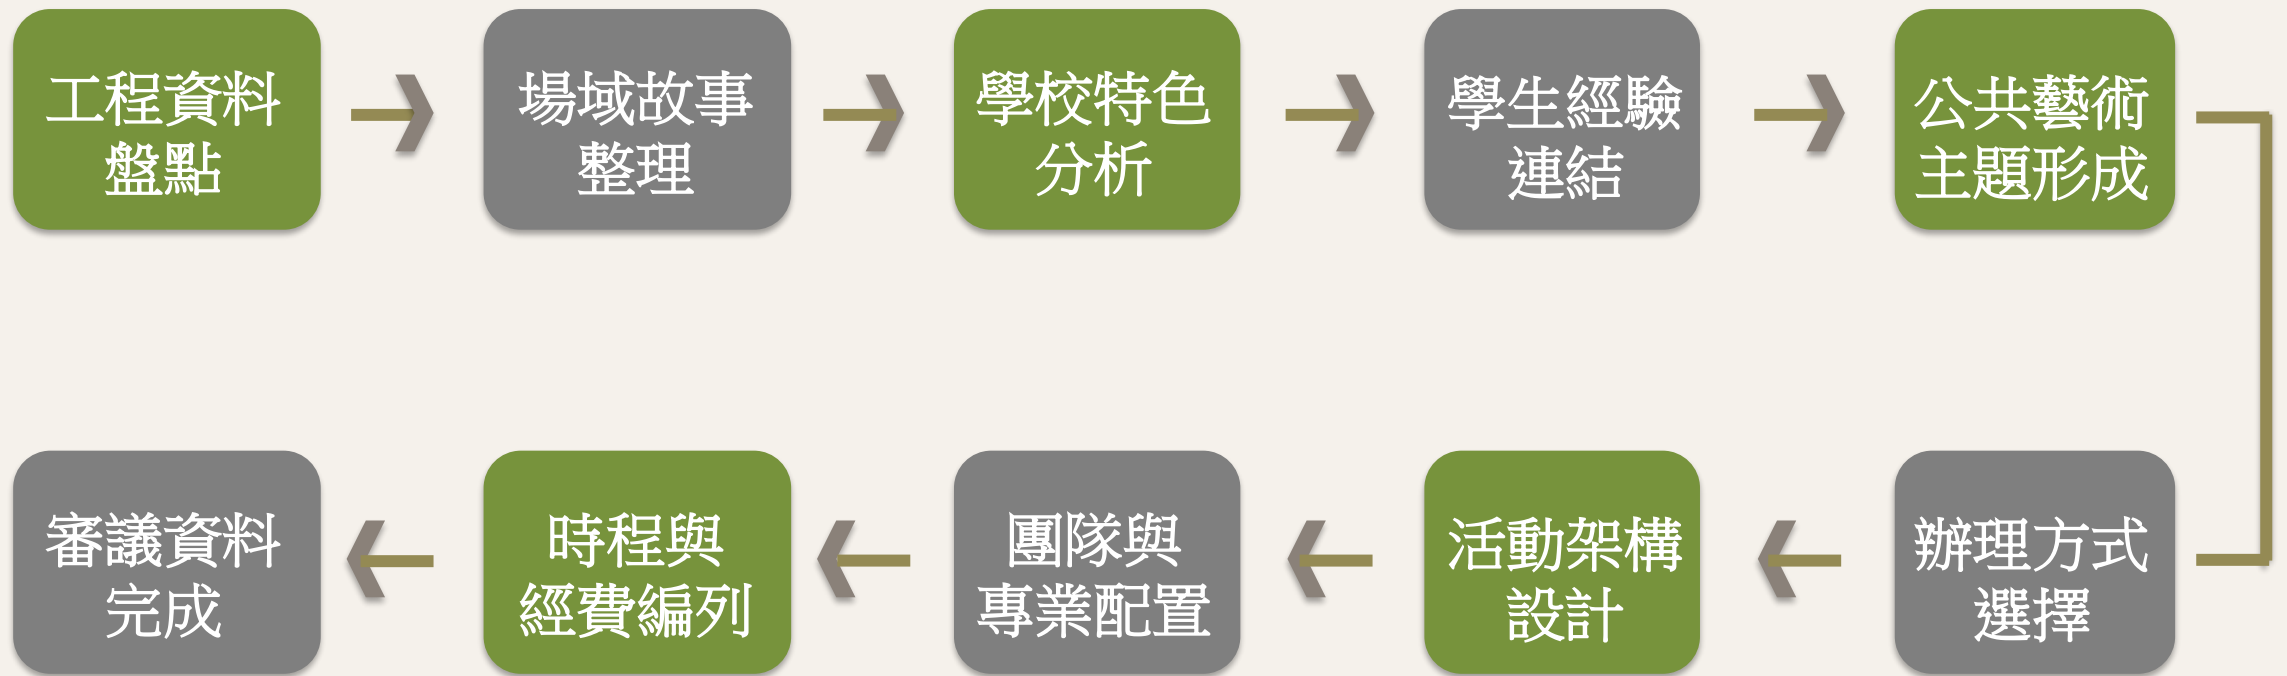 工程資料
盤點
場域故事
整理
學校特色
分析
學生經驗
連結
公共藝術
主題形成
辦理方式
選擇
活動架構
設計
團隊與
專業配置
時程與
經費編列
審議資料
完成